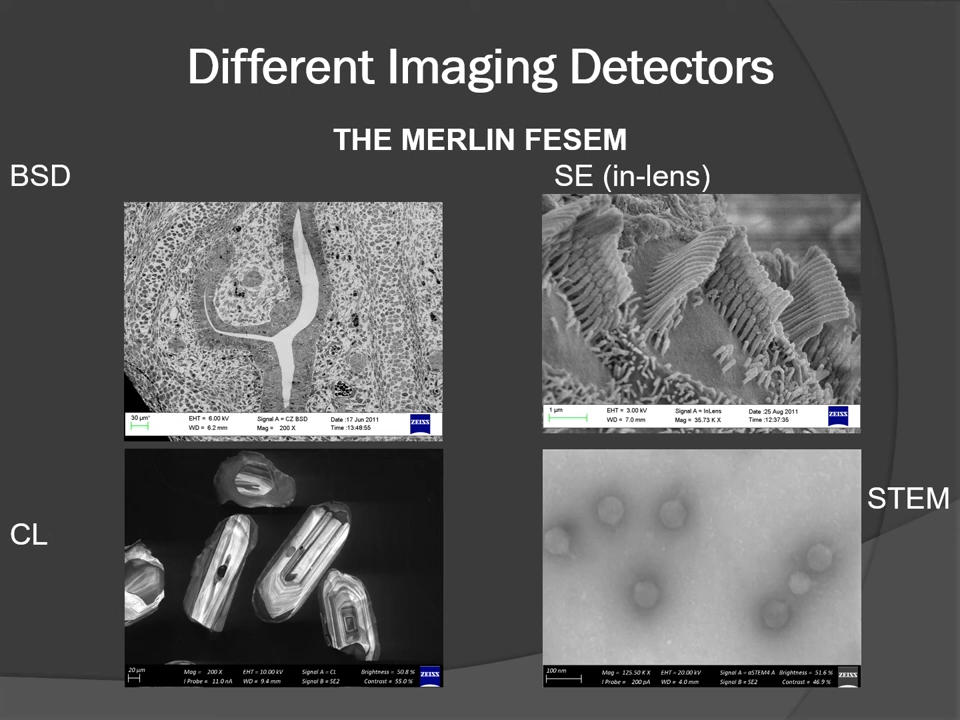 Different Imaging Detectors
THE MERLIN FESEM
BSD
SE (in-lens)
30 µm*
EHT = 6.00 kV
Signal A = CZ BSD
Date :17 Jun 2011
WD = 6.2 mm
Mag = 200 X
Time :13:48:55
ZEISS
1 µm
EHT = 3.00 kV
Signal A = InLens
Date :25 Aug 2011
WD = 7.0 mm
Mag = 35.73 K X
Time :12:37:35
ZEISS
CL
STEM
20 µm
Mag = 200 X
EHT = 10.00 kV
Signal A = CL
Brightness = 50.8 %
I Probe = 11.0 nA
WD = 9.4 mm
Signal B = SE2
Contrast = 55.0 %
ZEISS
100 nm
Mag = 125.50 K X
EHT = 20.00 kV
Signal A = aSTEM4 A
Brightness = 51.6 %
I Probe = 200 pA
WD = 4.0 mm
Signal B = SE2
Contrast = 46.9 %
ZEISS